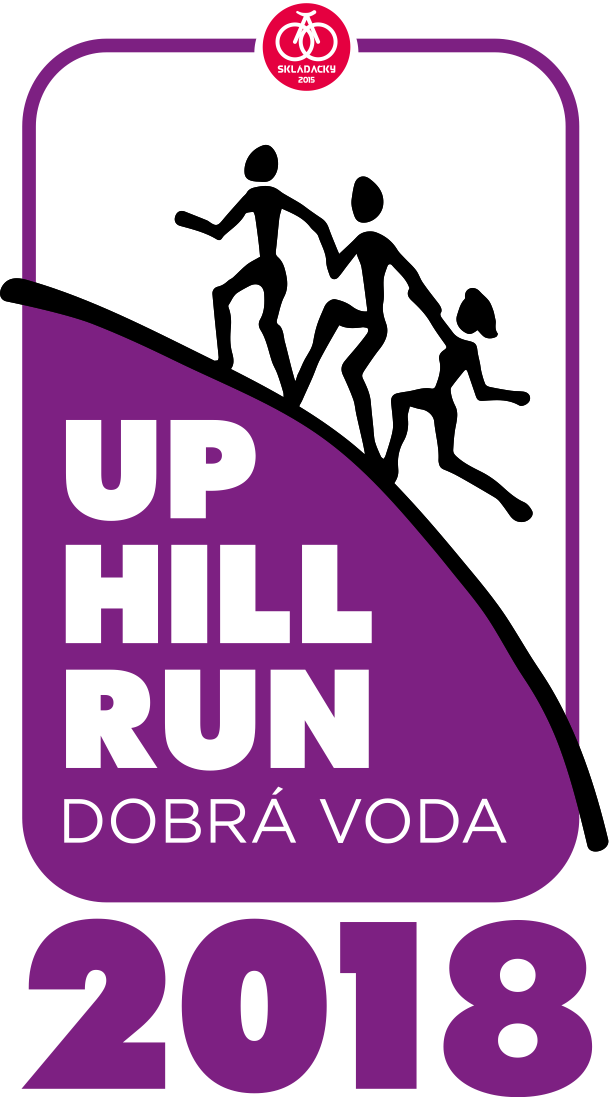 SKLADACKY
2015
UP
HILL
RUN
DOBRÁ VODA
2018